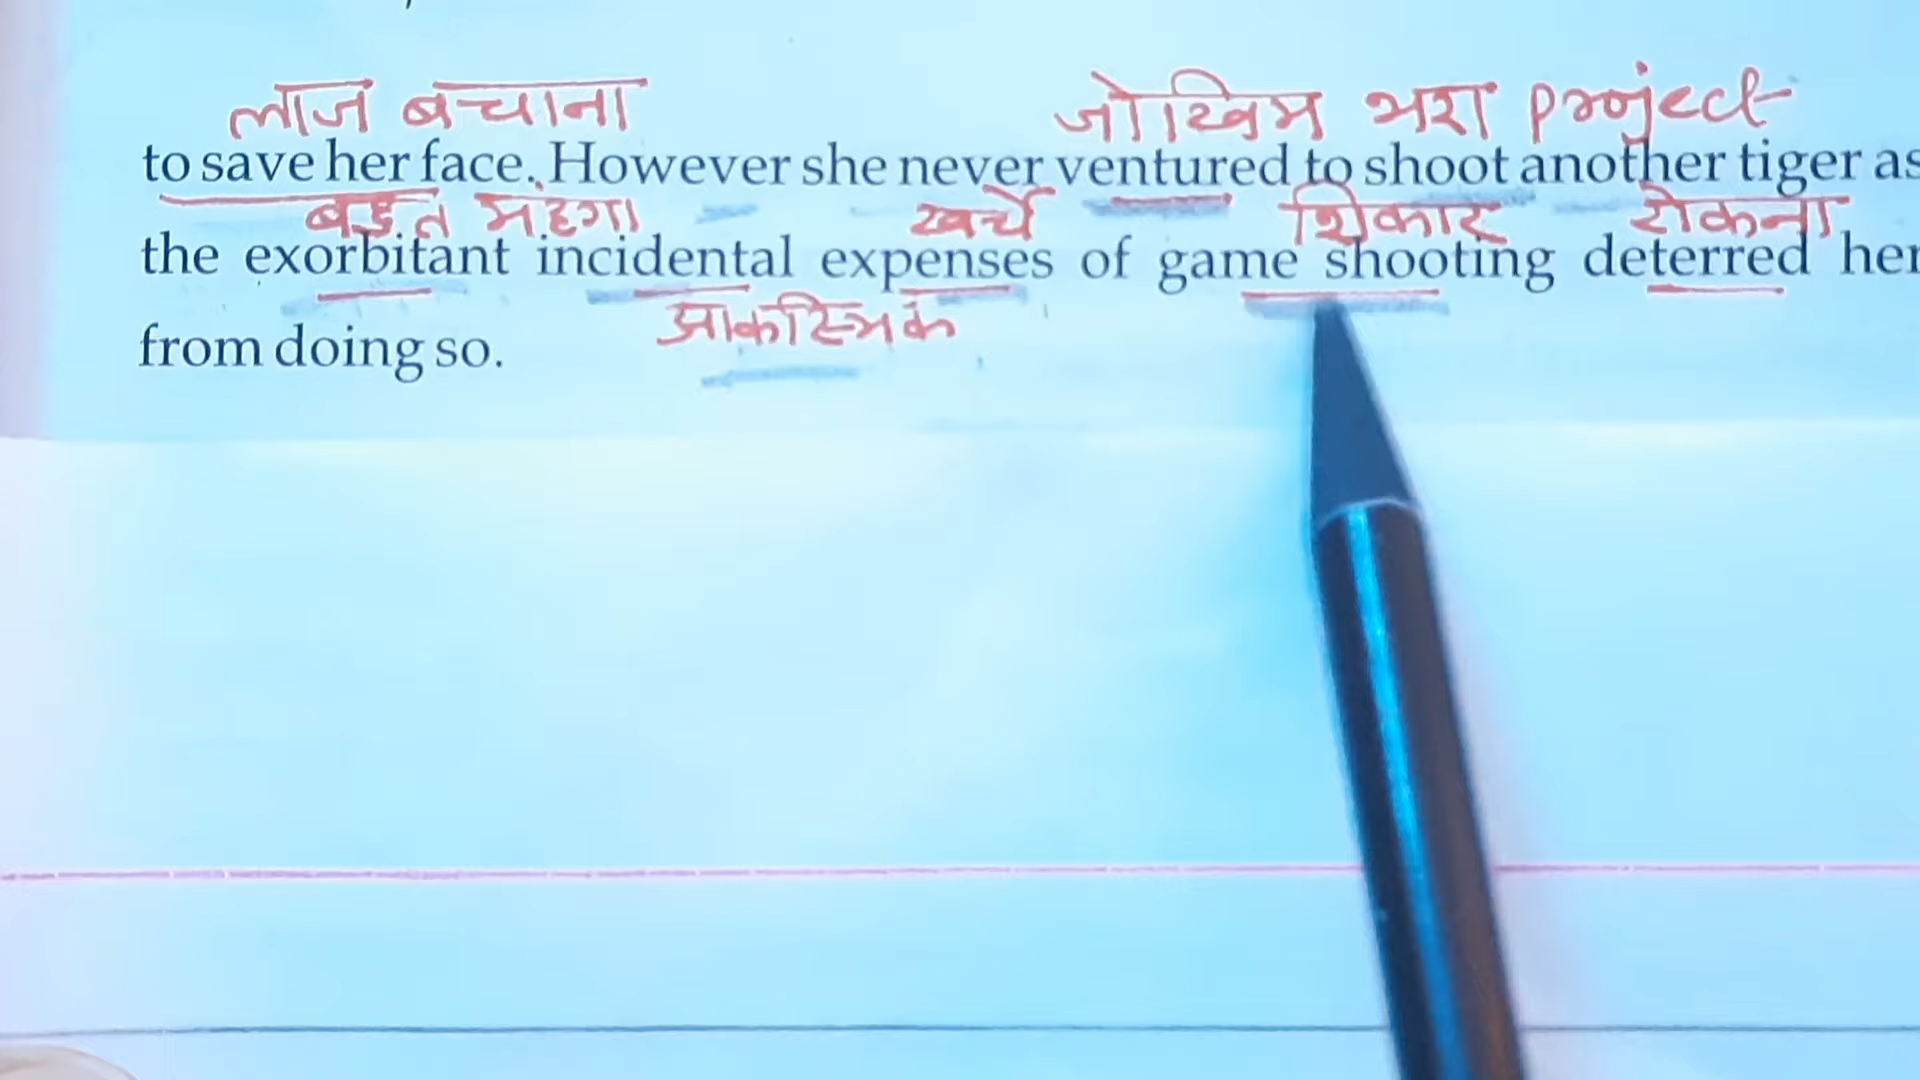 लाज बचाना जोखिम भरा project
to save her face. However she never ventured to shoot another tiger as
बहुत महंगा खर्चे शिकार रोकना
the exorbitant incidental expenses of game shooting deterred her
आकस्मिक
from doing so.